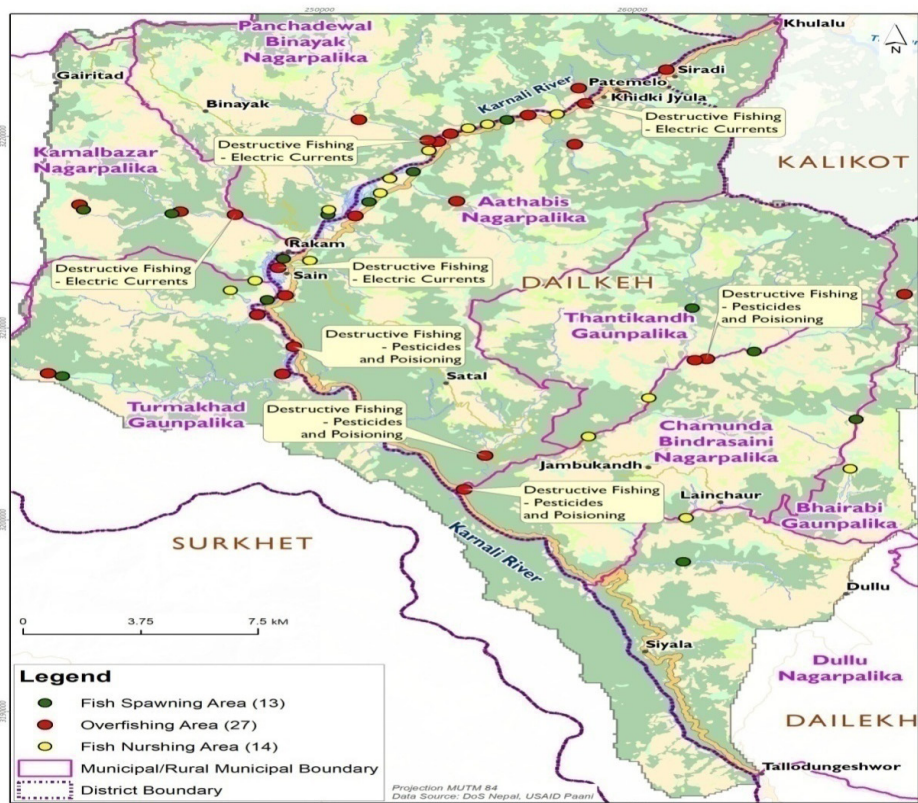 250000
260000
Panchadewal
Binayak
Nagarpalika
Khulalu
N
Gairitad
Binayak
Karnali River
Patemelo
Siradi
Khidki Jyula
Destructive Fishing
- Electric Currents
Destructive Fishing
- Electric Currents
KALIKOT
Kamalbazar
Nagarpalika
Aathabis
Nagarpalika
Rakam
Sain
Destructive Fishing
- Electric Currents
Destructive Fishing
- Electric Currents
DAILKEH
Thantikandh
Gaunpalika
Destructive Fishing
- Pesticides
and Poisioning
Destructive Fishing
- Pesticides
and Poisioning
Satal
Turmakhad
Gaunpalika
Destructive Fishing
- Pesticides
and Poisioning
Chamunda
Bindrasaini
Nagarpalika
Jambukandh
Destructive Fishing
- Pesticides
and Poisioning
Lainchaur
Bhairabi
Gaunpalika
SURKHET
Karnali River
Dullu
0 3.75 7.5 KM
Siyala
Dullu
Nagarpalika
DAILEKH
Tallodungeshwor
Legend
Fish Spawning Area (13)
Overfishing Area (27)
Fish Nurshing Area (14)
Municipal/Rural Municipal Boundary
District Boundary
Projection MUTM 84
Data Source: DoS Nepal, USAID Paani